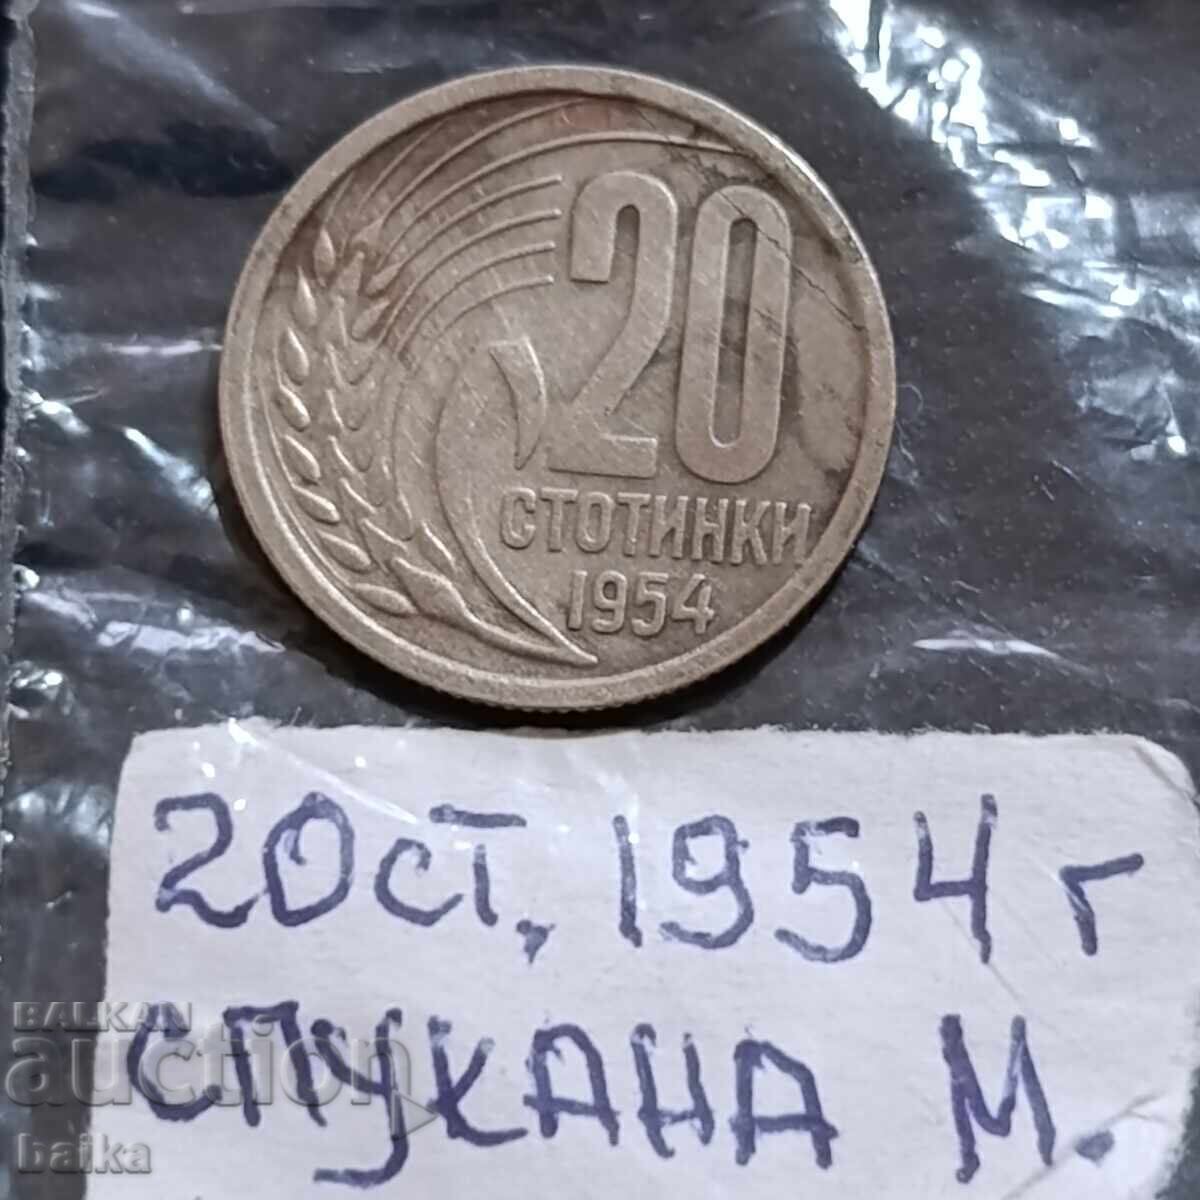 20
СТОТИНКИ
1954
20ст, 1954г
СПУКАНА М.
BALKAN
auction
baika